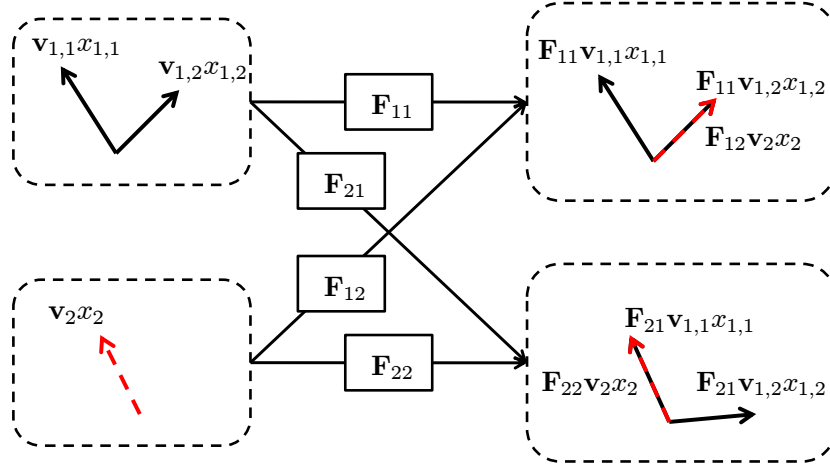 𝐯₁,₁x₁,₁
𝐯₁,₂x₁,₂
𝐅₁₁
𝐅₁₁𝐯₁,₁x₁,₁
𝐅₁₁𝐯₁,₂x₁,₂
𝐅₁₂𝐯₂x₂
𝐅₂₁
𝐅₁₂
𝐯₂x₂
𝐅₂₂
𝐅₂₁𝐯₁,₁x₁,₁
𝐅₂₂𝐯₂x₂
𝐅₂₁𝐯₁,₂x₁,₂